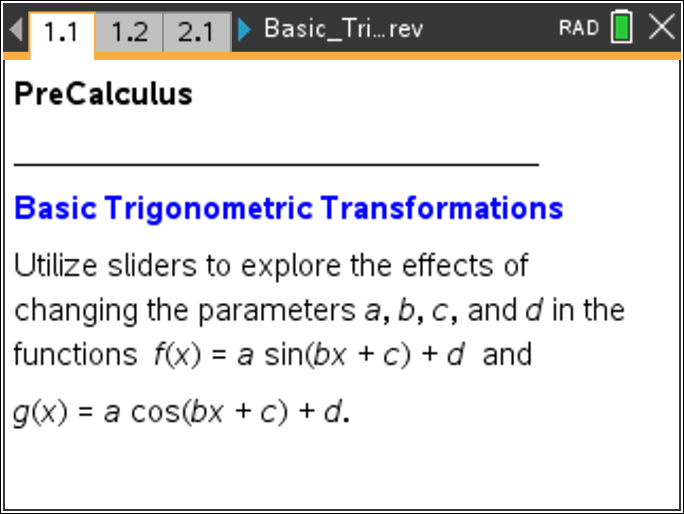 1.1 1.2 2.1 Basic_Tri…rev RAD
PreCalculus
Basic Trigonometric Transformations
Utilize sliders to explore the effects of
changing the parameters a, b, c, and d in the
functions f(x) = a sin(bx + c) + d and
g(x) = a cos(bx + c) + d.